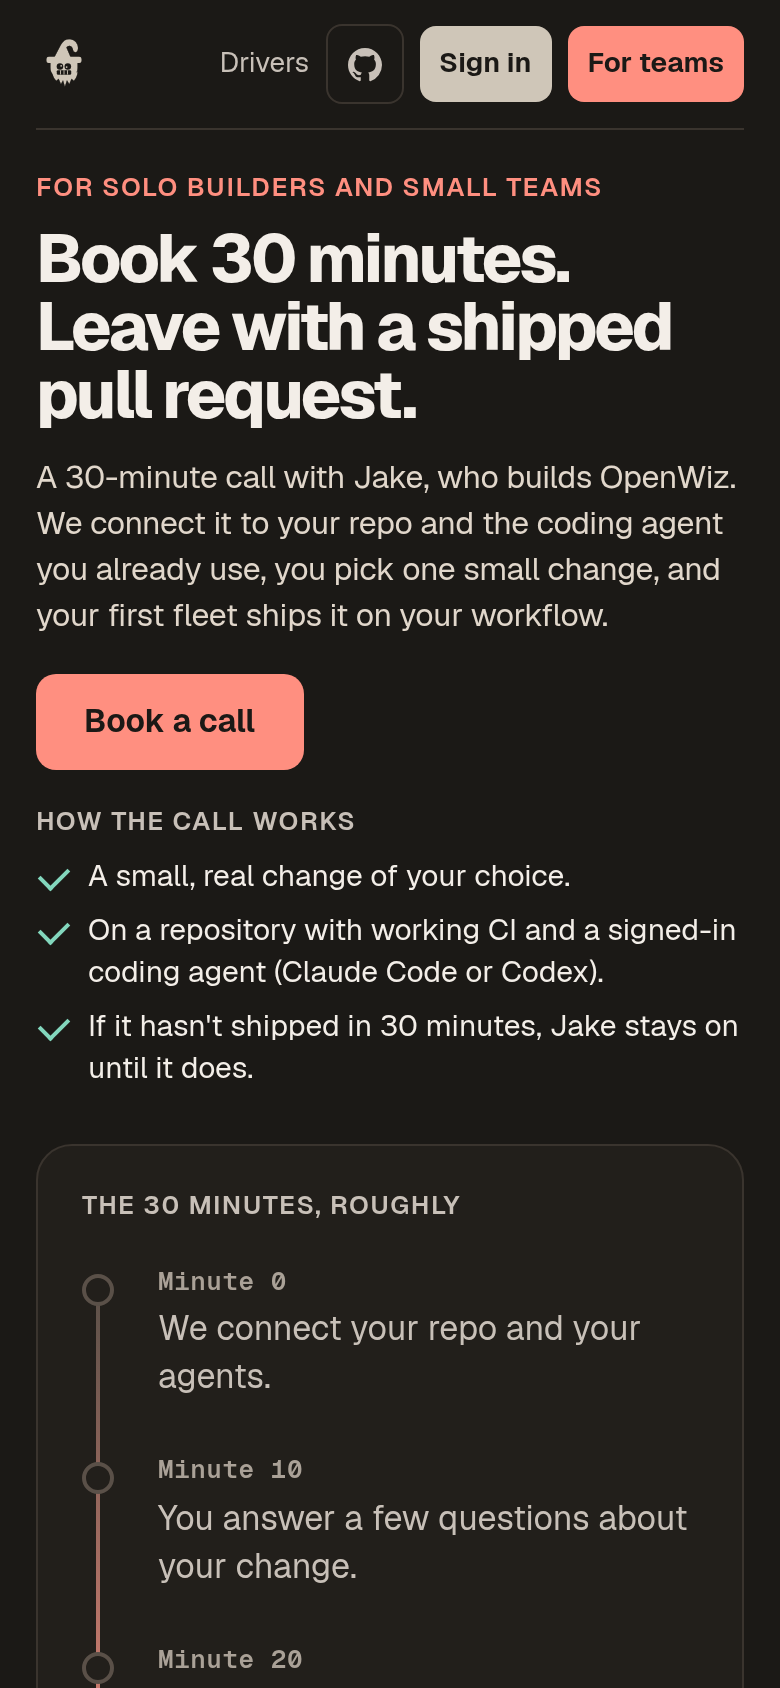 Drivers
Sign in
For teams
FOR SOLO BUILDERS AND SMALL TEAMS
Book 30 minutes.
Leave with a shipped
pull request.
A 30-minute call with Jake, who builds OpenWiz.
We connect it to your repo and the coding agent
you already use, you pick one small change, and
your first fleet ships it on your workflow.
Book a call
HOW THE CALL WORKS
A small, real change of your choice.
On a repository with working CI and a signed-in
coding agent (Claude Code or Codex).
If it hasn't shipped in 30 minutes, Jake stays on
until it does.
THE 30 MINUTES, ROUGHLY
Minute 0
We connect your repo and your
agents.
Minute 10
You answer a few questions about
your change.
Minute 20